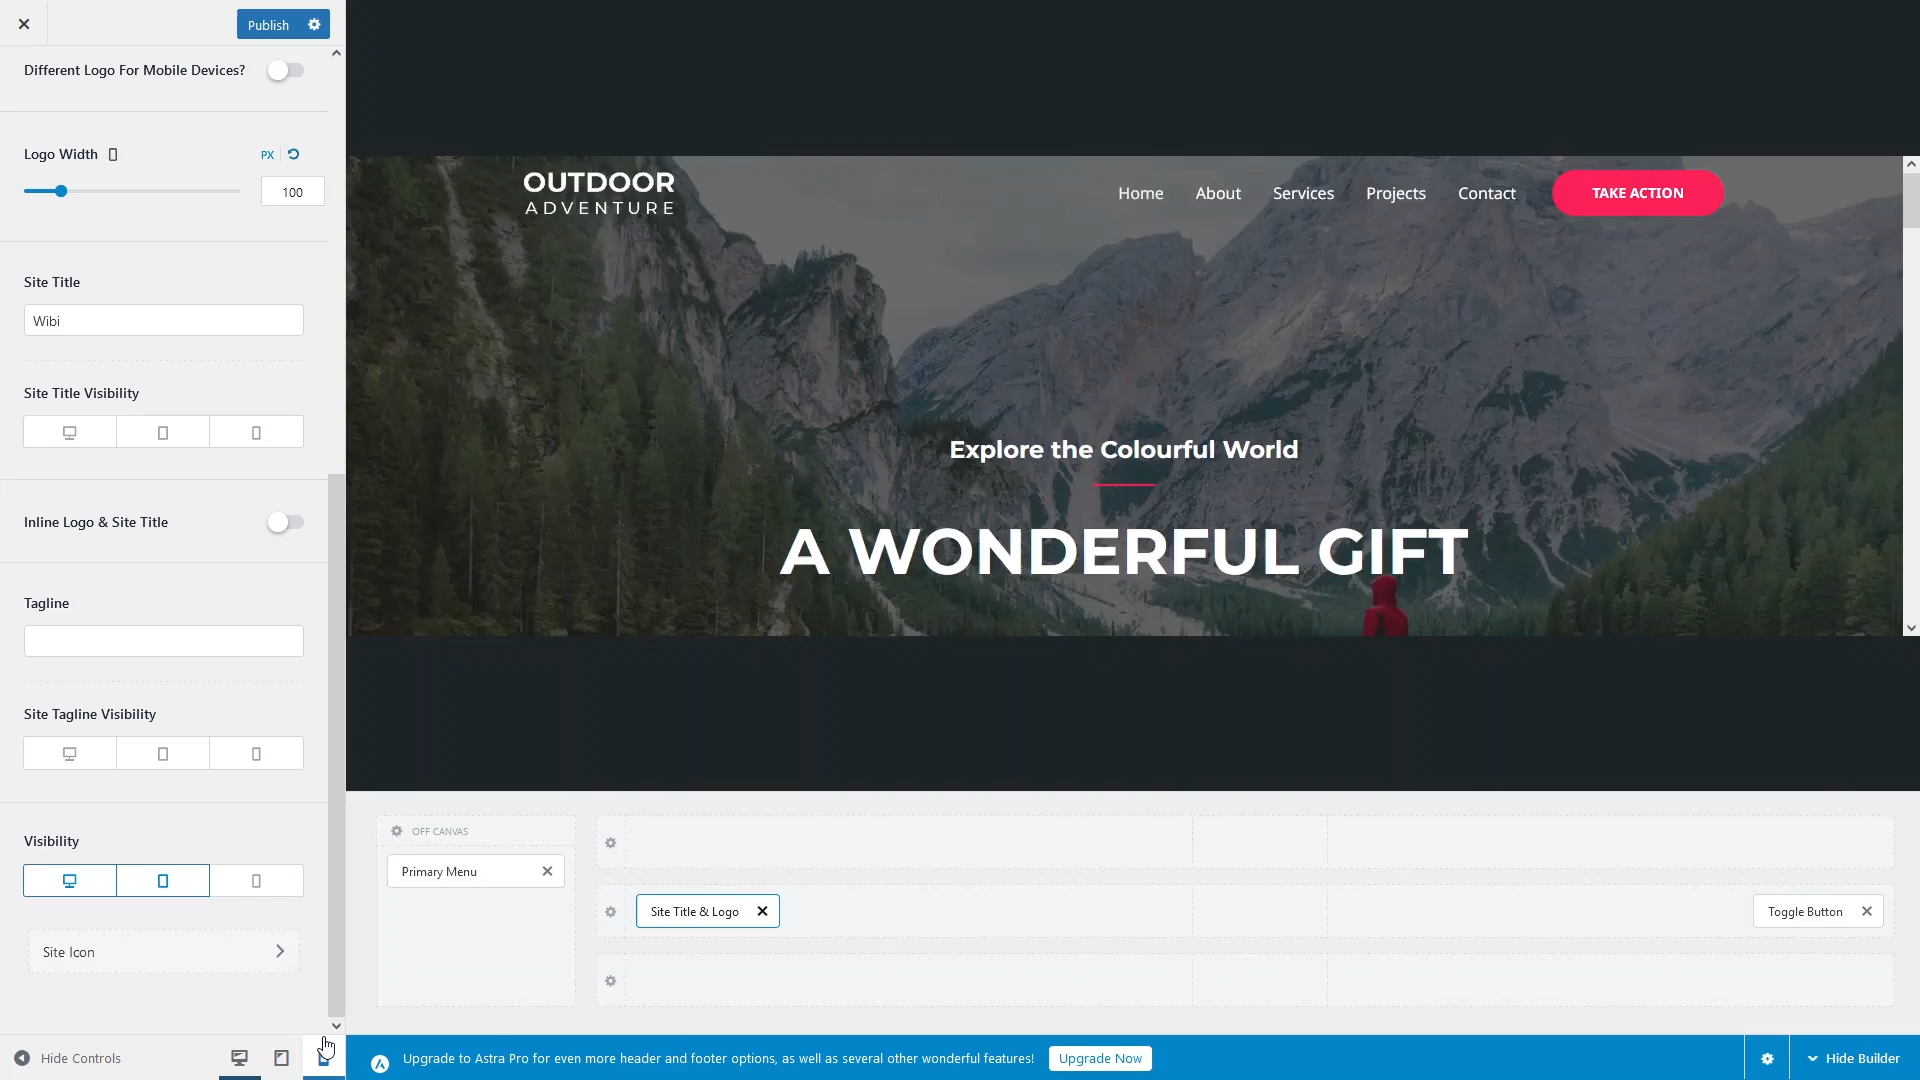 Publish
Different Logo For Mobile Devices?
Logo Width
PX
100
Site Title
Wibi
Site Title Visibility
Inline Logo & Site Title
Tagline
Site Tagline Visibility
Visibility
Site Icon
Hide Controls
OUTDOOR
ADVENTURE
Home
About
Services
Projects
Contact
TAKE ACTION
Explore the Colourful World
A WONDERFUL GIFT
OFF CANVAS
Primary Menu
Site Title & Logo
Toggle Button
Upgrade to Astra Pro for even more header and footer options, as well as several other wonderful features!
Upgrade Now
Hide Builder